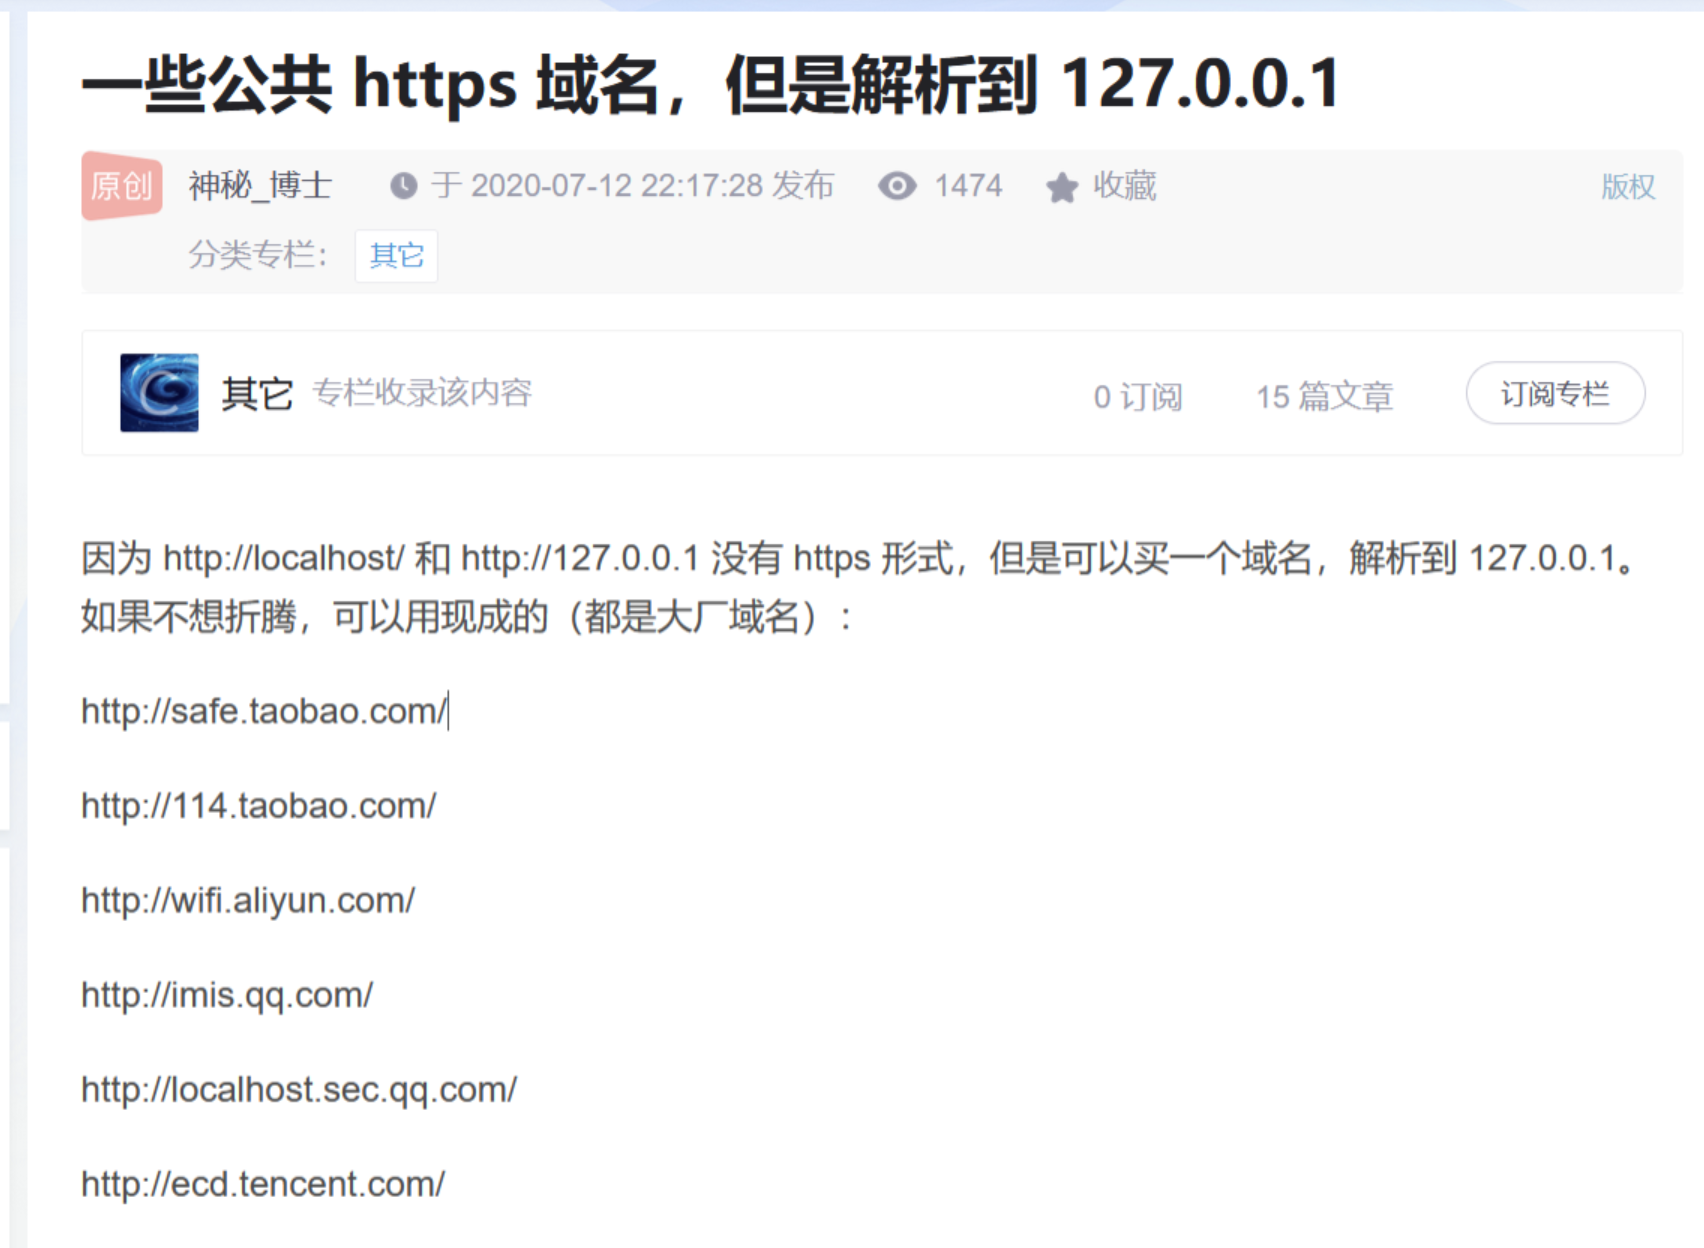 一些公共 https 域名，但是解析到 127.0.0.1
原创 神秘_博士 于 2020-07-12 22:17:28 发布 1474 收藏 版权
分类专栏： 其它
其它 专栏收录该内容 0 订阅 15 篇文章 订阅专栏
因为 http://localhost/ 和 http://127.0.0.1 没有 https 形式，但是可以买一个域名，解析到 127.0.0.1。
如果不想折腾，可以用现成的（都是大厂域名）：
http://safe.taobao.com/
http://114.taobao.com/
http://wifi.aliyun.com/
http://imis.qq.com/
http://localhost.sec.qq.com/
http://ecd.tencent.com/